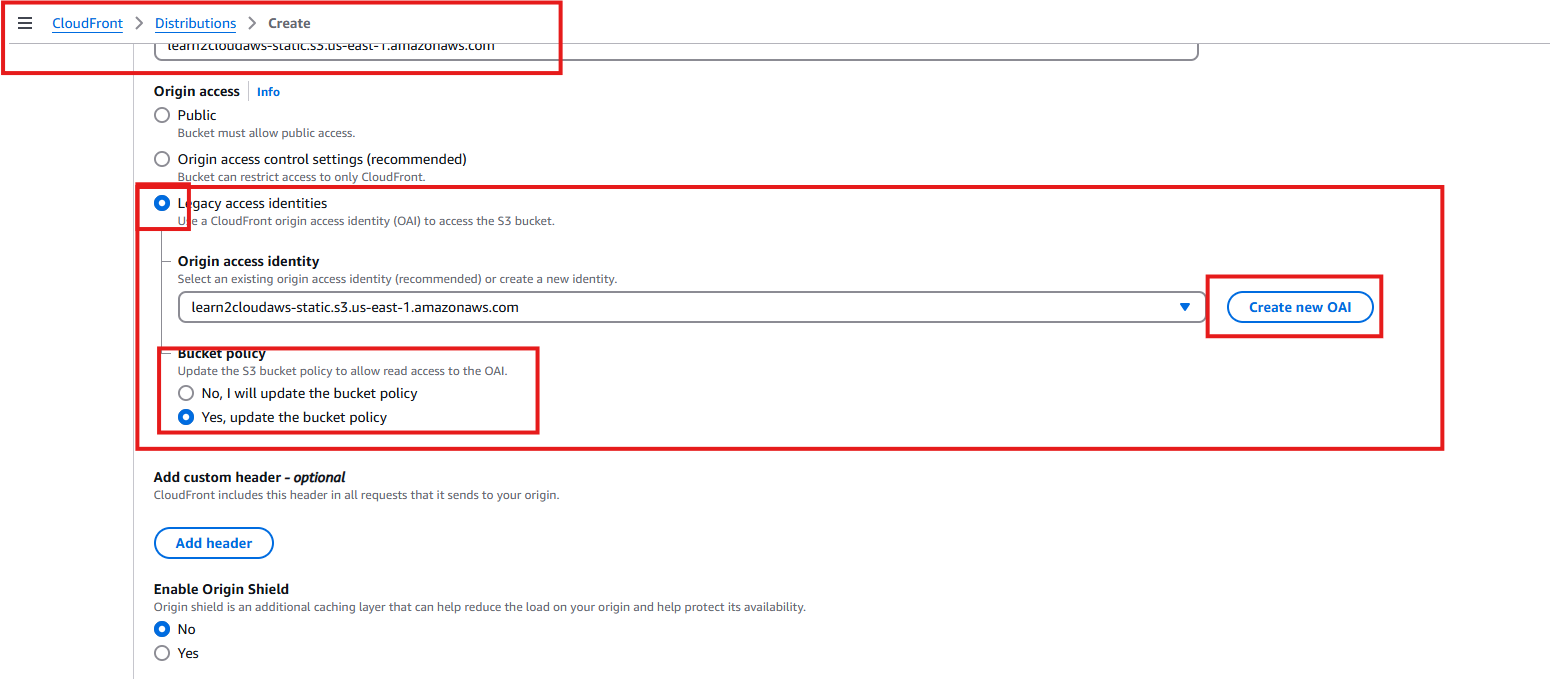 CloudFront > Distributions > Create
learn2cloudaws-static.s3.us-east-1.amazonaws.com
Origin access Info
Public
Bucket must allow public access.
Origin access control settings (recommended)
Bucket can restrict access to only CloudFront.
Legacy access identities
Use a CloudFront origin access identity (OAI) to access the S3 bucket.
Origin access identity
Select an existing origin access identity (recommended) or create a new identity.
learn2cloudaws-static.s3.us-east-1.amazonaws.com
Create new OAI
Bucket policy
Update the S3 bucket policy to allow read access to the OAI.
No, I will update the bucket policy
Yes, update the bucket policy
Add custom header - optional
CloudFront includes this header in all requests that it sends to your origin.
Add header
Enable Origin Shield
Origin shield is an additional caching layer that can help reduce the load on your origin and help protect its availability.
No
Yes